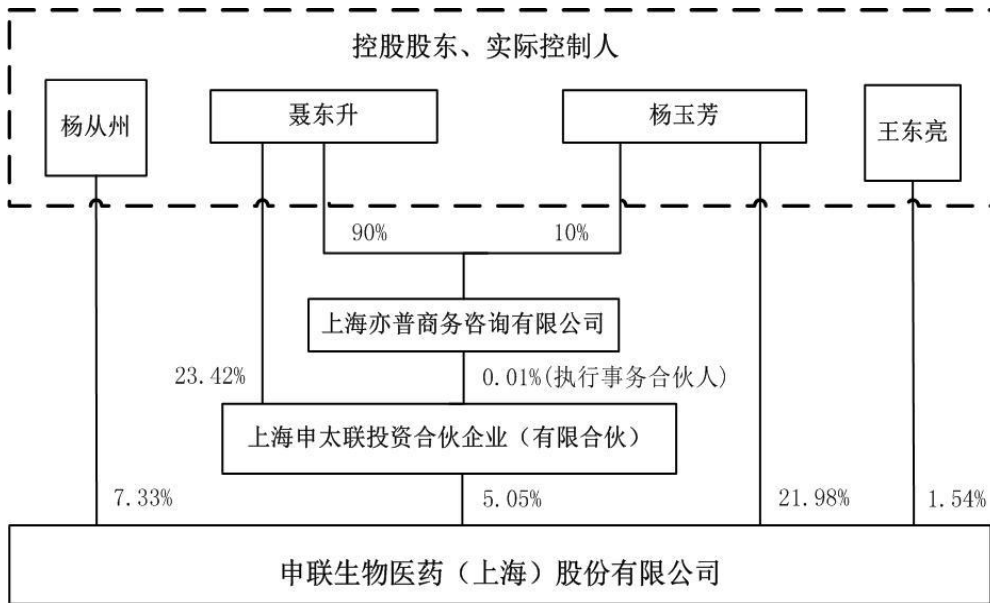 控股股东、实际控制人
杨从州
聂东升
杨玉芳
王东亮
90%
10%
上海亦普商务咨询有限公司
23.42%
0.01%(执行事务合伙人)
上海申太联投资合伙企业（有限合伙）
7.33%
5.05%
21.98%
1.54%
申联生物医药（上海）股份有限公司